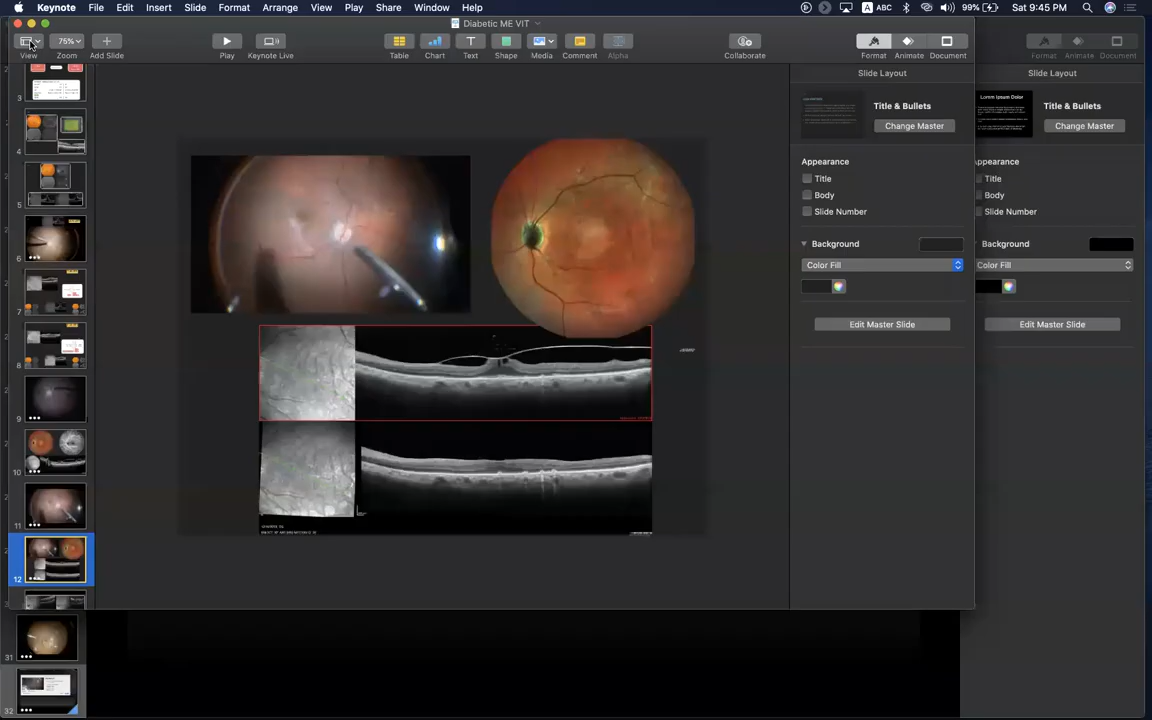 Keynote File Edit Insert Slide Format Arrange View Play Share Window Help
A ABC 99% Sat 9:45 PM
Diabetic ME VIT
75%
View Zoom Add Slide Play Keynote Live Table Chart Text Shape Media Comment Alpha Collaborate Format Animate Document
Format Animate Document
Slide Layout
Slide Layout
Title & Bullets
Change Master
Lorem Ipsum Dolor
Title & Bullets
Change Master
Appearance
Title
Body
Slide Number
Appearance
Title
Body
Slide Number
Background
Color Fill
Background
Color Fill
Edit Master Slide
Edit Master Slide
3
4
5
6
7
8
9
10
11
12
31
32